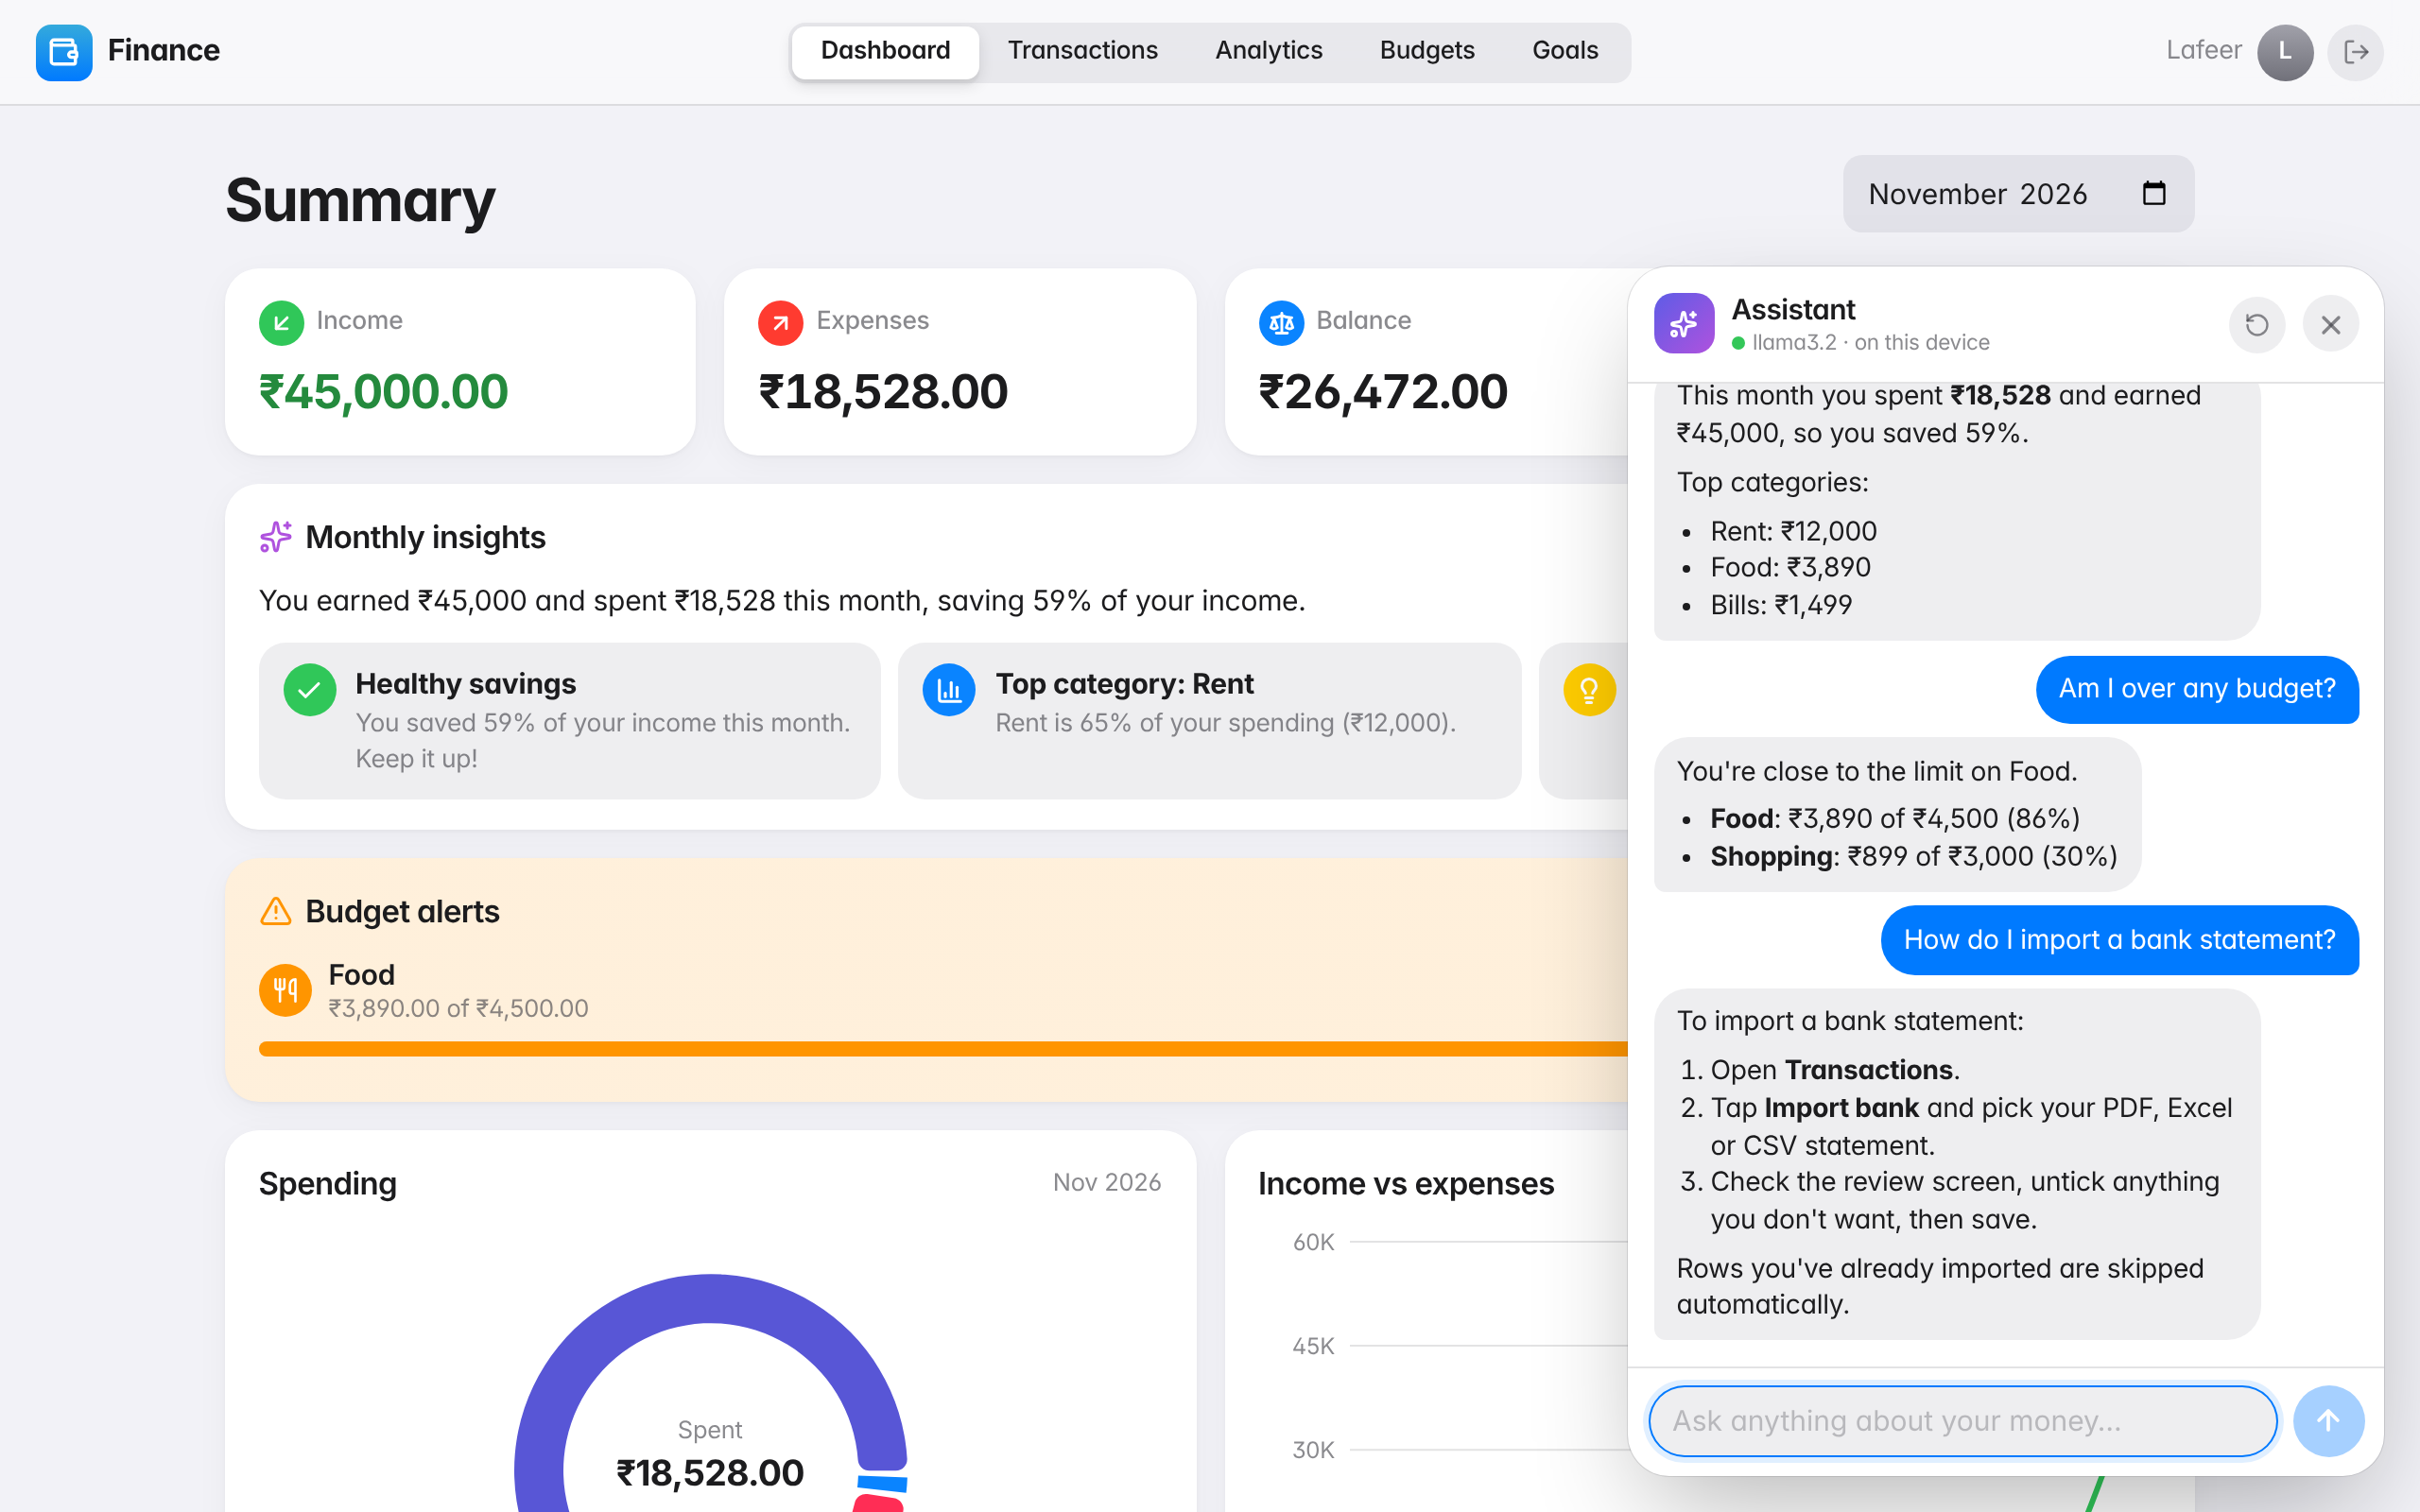 Finance
Dashboard
Transactions
Analytics
Budgets
Goals
Lafeer
L
Summary
November 2026
Income
₹45,000.00
Expenses
₹18,528.00
Balance
₹26,472.00
Monthly insights
You earned ₹45,000 and spent ₹18,528 this month, saving 59% of your income.
Healthy savings
You saved 59% of your income this month.
Keep it up!
Top category: Rent
Rent is 65% of your spending (₹12,000).
Budget alerts
Food
₹3,890.00 of ₹4,500.00
Spending
Nov 2026
Spent
₹18,528.00
Income vs expenses
60K
45K
30K
Assistant
llama3.2 · on this device
This month you spent ₹18,528 and earned
₹45,000, so you saved 59%.
Top categories:
• Rent: ₹12,000
• Food: ₹3,890
• Bills: ₹1,499
Am I over any budget?
You're close to the limit on Food.
• Food: ₹3,890 of ₹4,500 (86%)
• Shopping: ₹899 of ₹3,000 (30%)
How do I import a bank statement?
To import a bank statement:
1. Open Transactions.
2. Tap Import bank and pick your PDF, Excel
or CSV statement.
3. Check the review screen, untick anything
you don't want, then save.
Rows you've already imported are skipped
automatically.
Ask anything about your money...